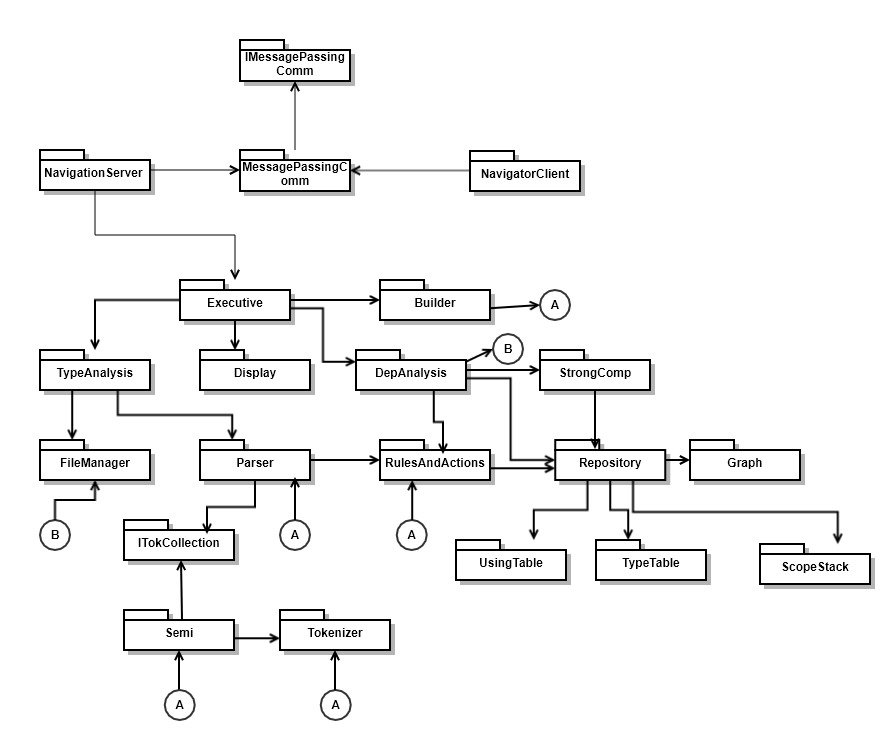 IMessagePassing
Comm
NavigationServer
MessagePassingC
omm
NavigatorClient
Executive
Builder
A
TypeAnalysis
Display
DepAnalysis
B
StrongComp
FileManager
Parser
RulesAndActions
Repository
Graph
B
ITokCollection
A
A
UsingTable
TypeTable
ScopeStack
Semi
Tokenizer
A
A